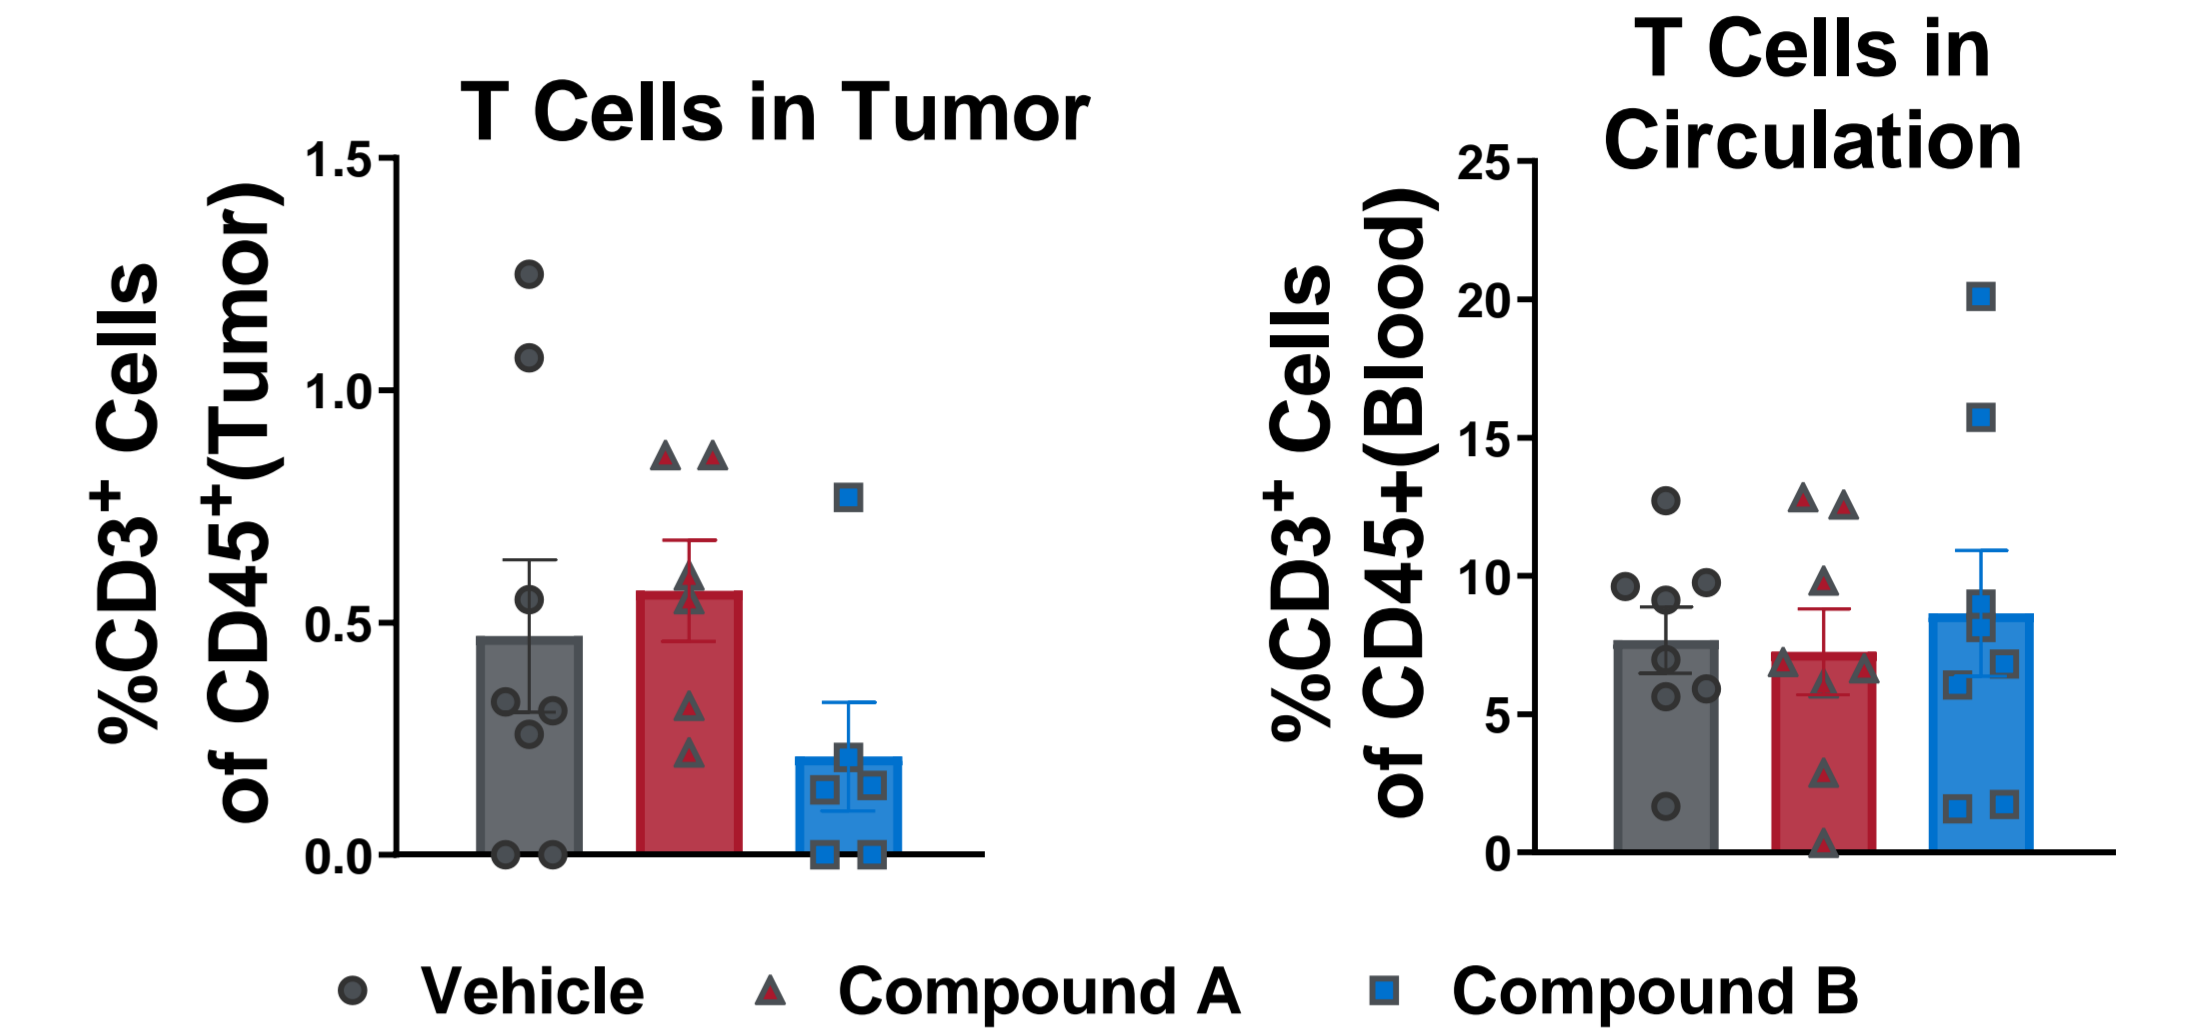 T Cells in Tumor
%CD3⁺ Cells
of CD45⁺(Tumor)
1.5
1.0
0.5
0.0
T Cells in
Circulation
%CD3⁺ Cells
of CD45+(Blood)
25
20
15
10
5
0
Vehicle
Compound A
Compound B